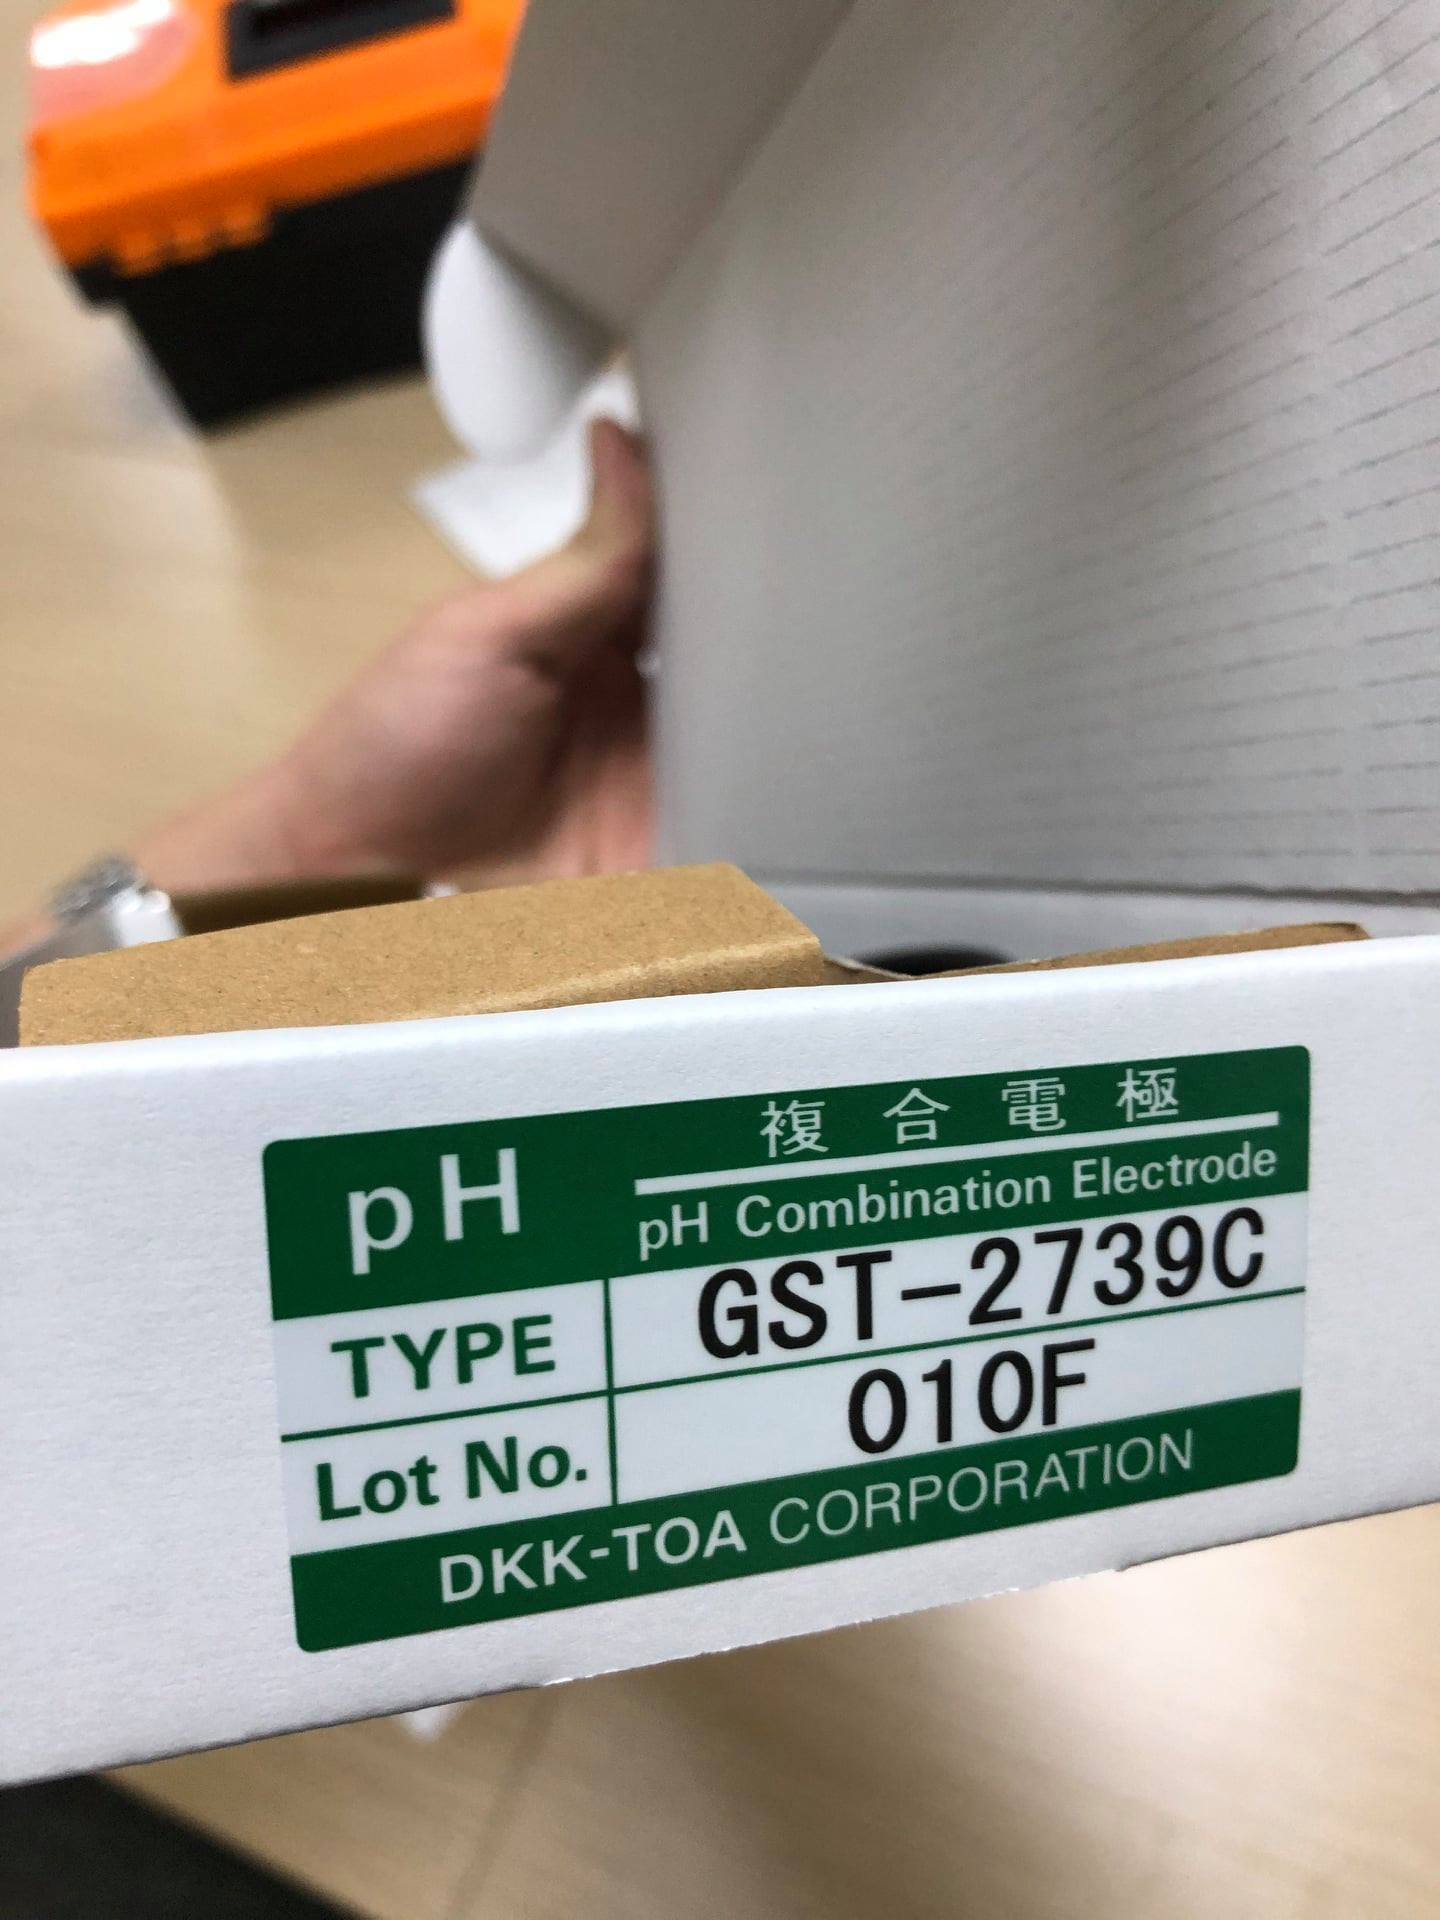 pH
複合電極
pH Combination Electrode
TYPE
GST-2739C
Lot No.
010F
DKK-TOA CORPORATION